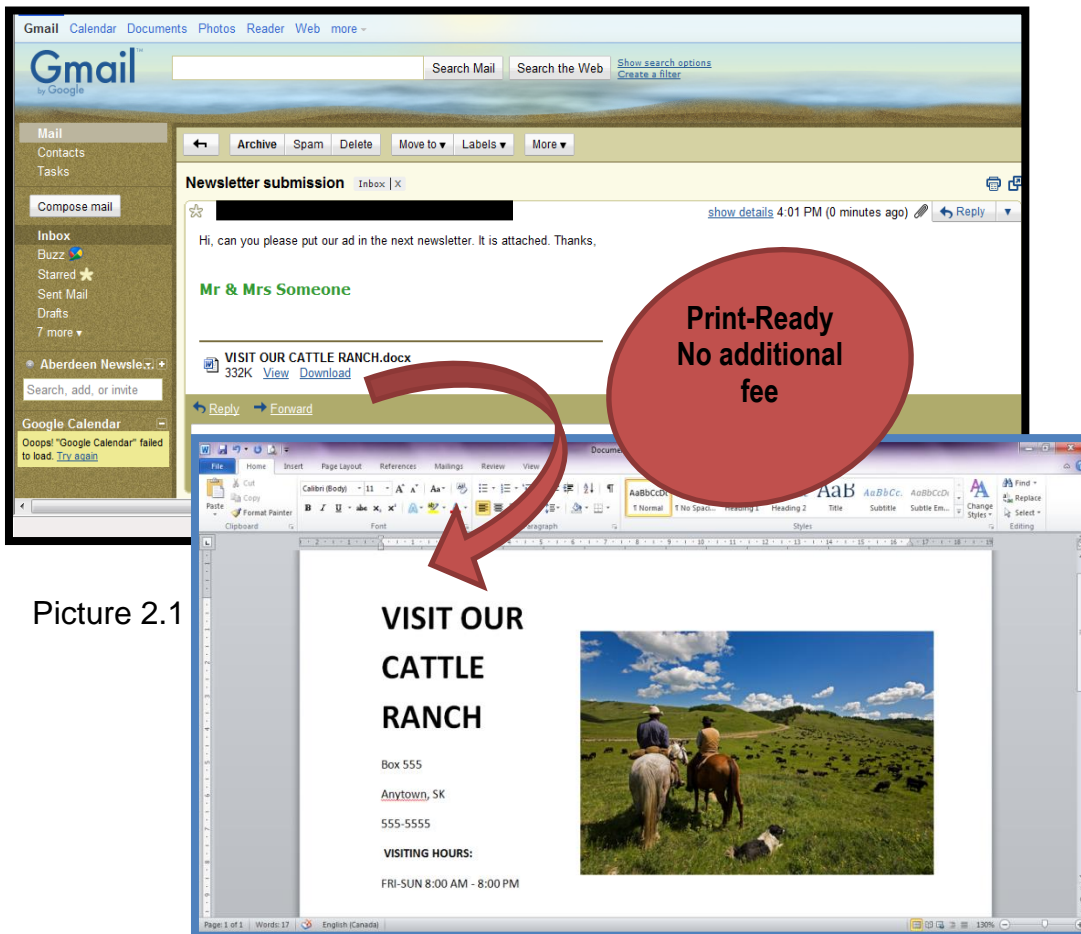 Gmail Calendar Documents Photos Reader Web more
Gmail
by Google
Search Mail Search the Web
Show search options
Create a filter
Mail
Contacts
Tasks
Compose mail
Inbox
Buzz
Starred
Sent Mail
Drafts
7 more
Aberdeen Newsle
Search, add, or invite
Google Calendar
Ooops! "Google Calendar" failed
to load. Try again
Archive Spam Delete Move to Labels More
Newsletter submission Inbox X
show details 4:01 PM (0 minutes ago) Reply
Hi, can you please put our ad in the next newsletter. It is attached. Thanks,
Mr & Mrs Someone
VISIT OUR CATTLE RANCH.docx
332K View Download
Reply Forward
Print-Ready
No additional
fee
Picture 2.1
File Home Insert Page Layout References Mailings Review View
Cut
Copy
Format Painter
Paste
Clipboard
Calibri (Body) 11
Font
Paragraph
AaBbCcDc
¶ Normal
¶ No Spaci...
Heading 1
Heading 2
AaB
Title
AaBbCc.
Subtitle
AaBbCcDc
Subtle Em...
Change
Styles
Styles
Find
Replace
Select
Editing
VISIT OUR
CATTLE
RANCH
Box 555
Anytown, SK
555-5555
VISITING HOURS:
FRI-SUN 8:00 AM - 8:00 PM
Page: 1 of 1 Words: 17 English (Canada) 130%